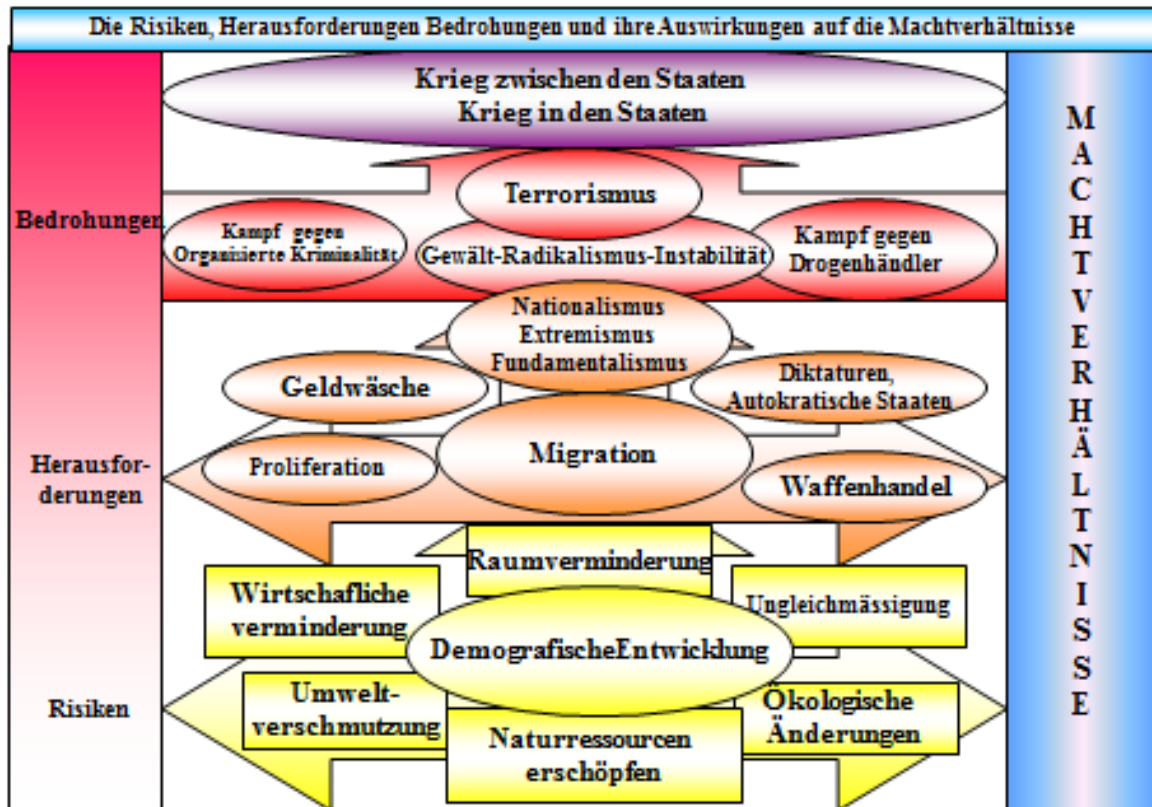 Die Risiken, Herausforderungen Bedrohungen und ihre Auswirkungen auf die Machtverhältnisse
Krieg zwischen den Staaten
Krieg in den Staaten
Bedrohungen
Terrorismus
Kampf gegen
Organisierte Kriminalität
Gewält-Radikalismus-Instabilität
Kampf gegen
Drogenhändler
Nationalismus
Extremismus
Fundamentalismus
Geldwäsche
Diktaturen,
Autokratische Staaten
Herausfor-
derungen
Proliferation
Migration
Waffenhandel
Raumverminderung
Wirtschafliche
verminderung
Ungleichmässigung
Demografische Entwicklung
Risiken
Umwelt-
verschmutzung
Naturressourcen
erschöpfen
Ökologische
Änderungen
M
A
C
H
T
V
E
R
H
Ä
L
T
N
I
S
S
E